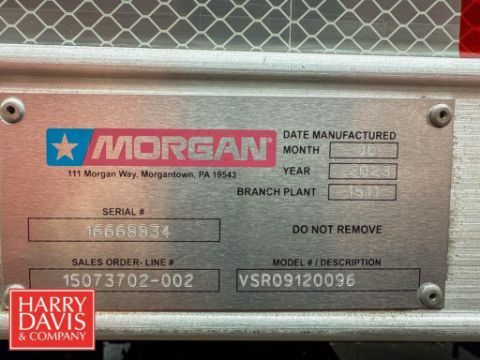 MORGAN
111 Morgan Way, Morgantown, PA 19543
DATE MANUFACTURED
MONTH 06
YEAR 2023
BRANCH PLANT 1511
SERIAL #
16668834
DO NOT REMOVE
SALES ORDER- LINE #
15073702-002
MODEL # / DESCRIPTION
VSR09120096
HARRY
DAVIS
& COMPANY